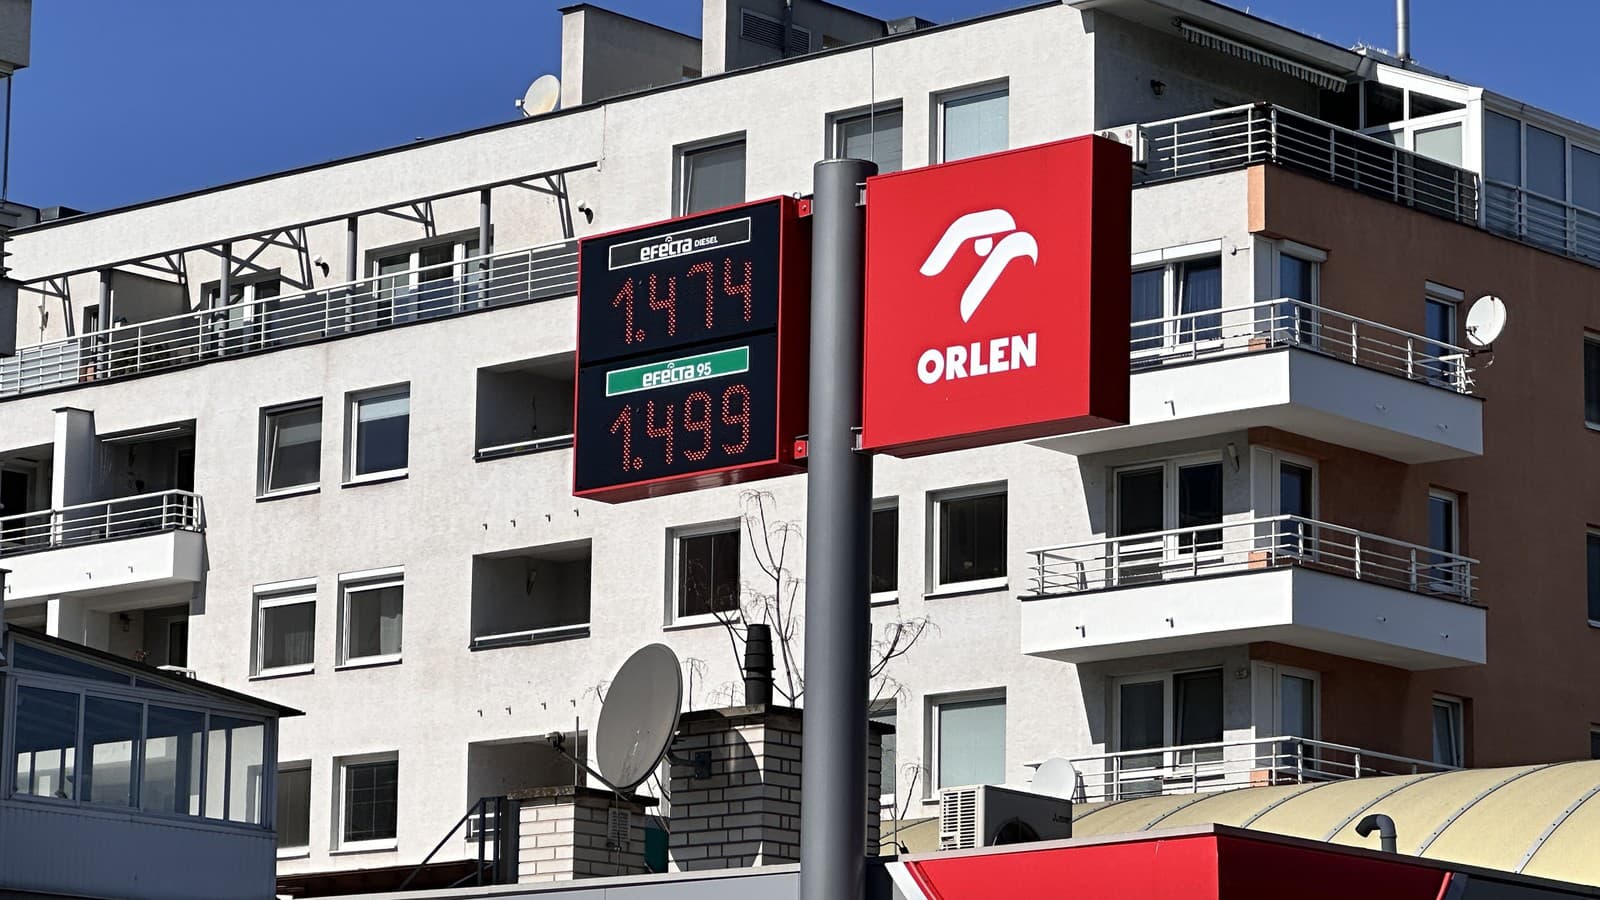 efecta DIESEL
1.474
efecta 95
1.499
ORLEN